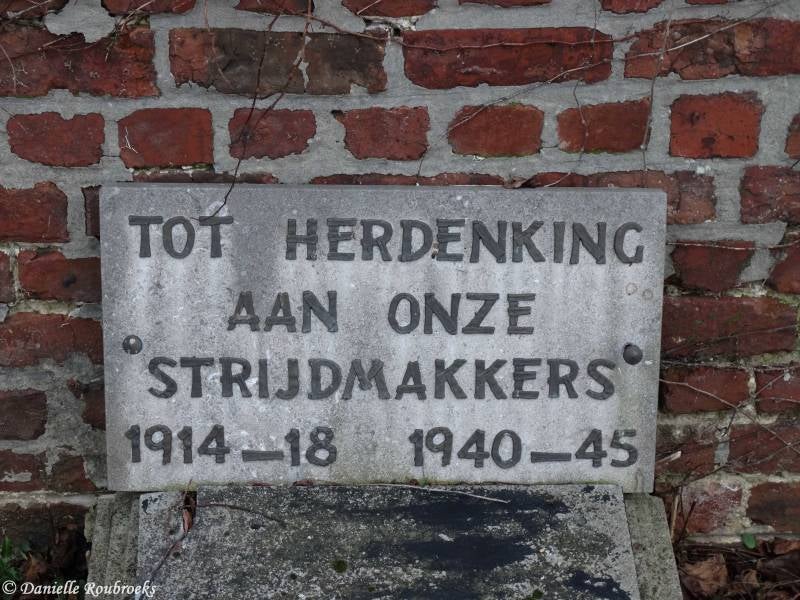 TOT HERDENKING
AAN ONZE
STRIJDMAKKERS
1914 - 18 1940 - 45
© Danielle Roubroeks